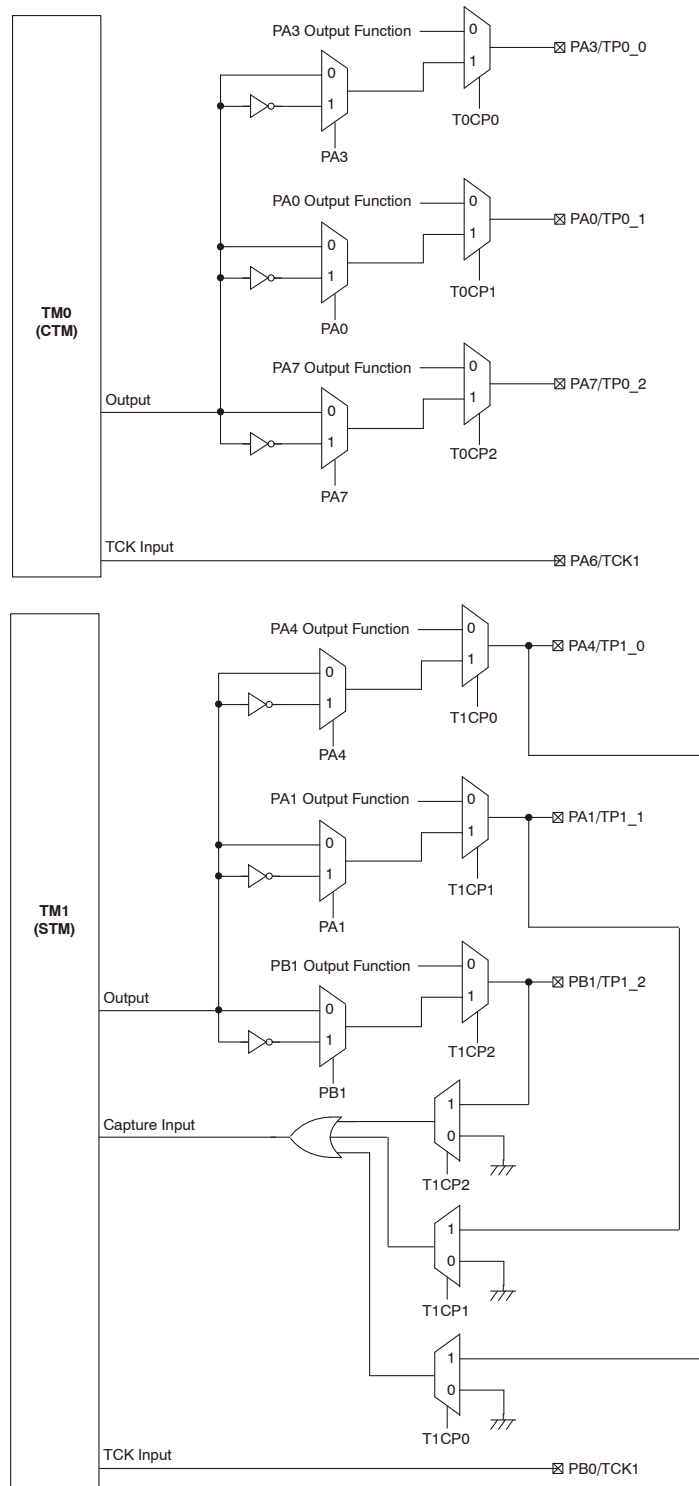 PA3 Output Function
0
PA3/TP0_0
1
0
1
T0CP0
PA3
PA0 Output Function
0
PA0/TP0_1
1
0
1
T0CP1
PA0
TM0
(CTM)
PA7 Output Function
0
PA7/TP0_2
1
Output
0
1
T0CP2
PA7
TCK Input
PA6/TCK1
PA4 Output Function
0
PA4/TP1_0
1
0
1
T1CP0
PA4
PA1 Output Function
0
PA1/TP1_1
1
0
1
T1CP1
PA1
TM1
(STM)
PB1 Output Function
0
PB1/TP1_2
1
Output
0
1
T1CP2
PB1
Capture Input
1
0
T1CP2
1
0
T1CP1
1
0
T1CP0
TCK Input
PB0/TCK1